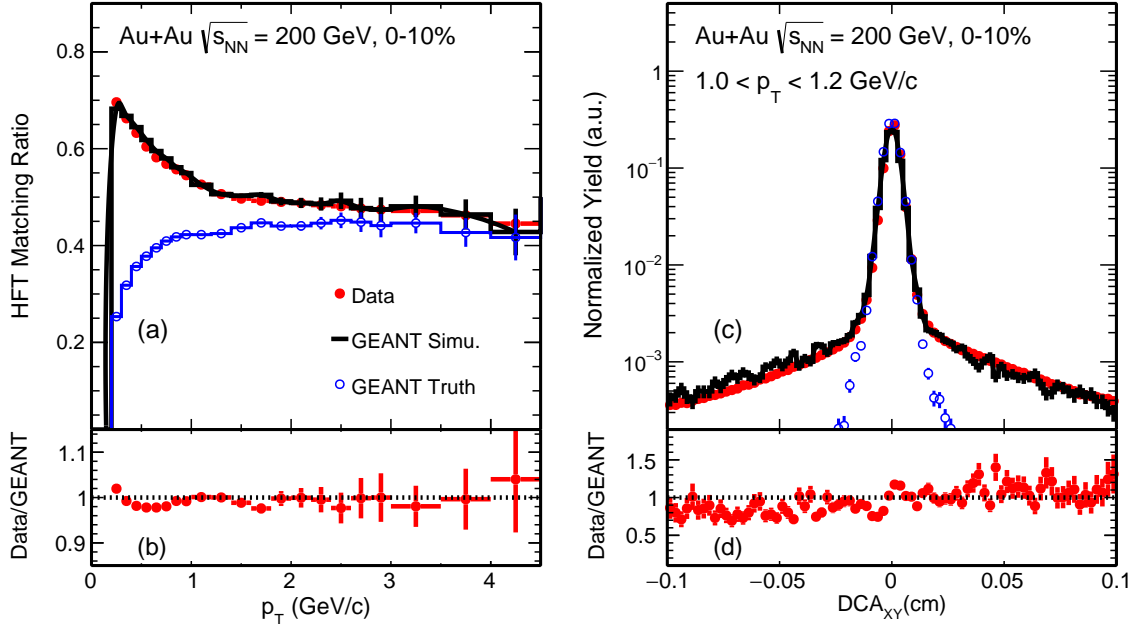 Au+Au √s_NN = 200 GeV, 0-10%
HFT Matching Ratio
0.8
0.6
0.4
0.2
Data
GEANT Simu.
GEANT Truth
(a)
Data/GEANT
1.1
1
0.9
(b)
0 1 2 3 4
p_T (GeV/c)
Au+Au √s_NN = 200 GeV, 0-10%
1.0 < p_T < 1.2 GeV/c
Normalized Yield (a.u.)
1
10⁻¹
10⁻²
10⁻³
(c)
Data/GEANT
1.5
1
0.5
(d)
−0.1 −0.05 0 0.05 0.1
DCA_XY(cm)